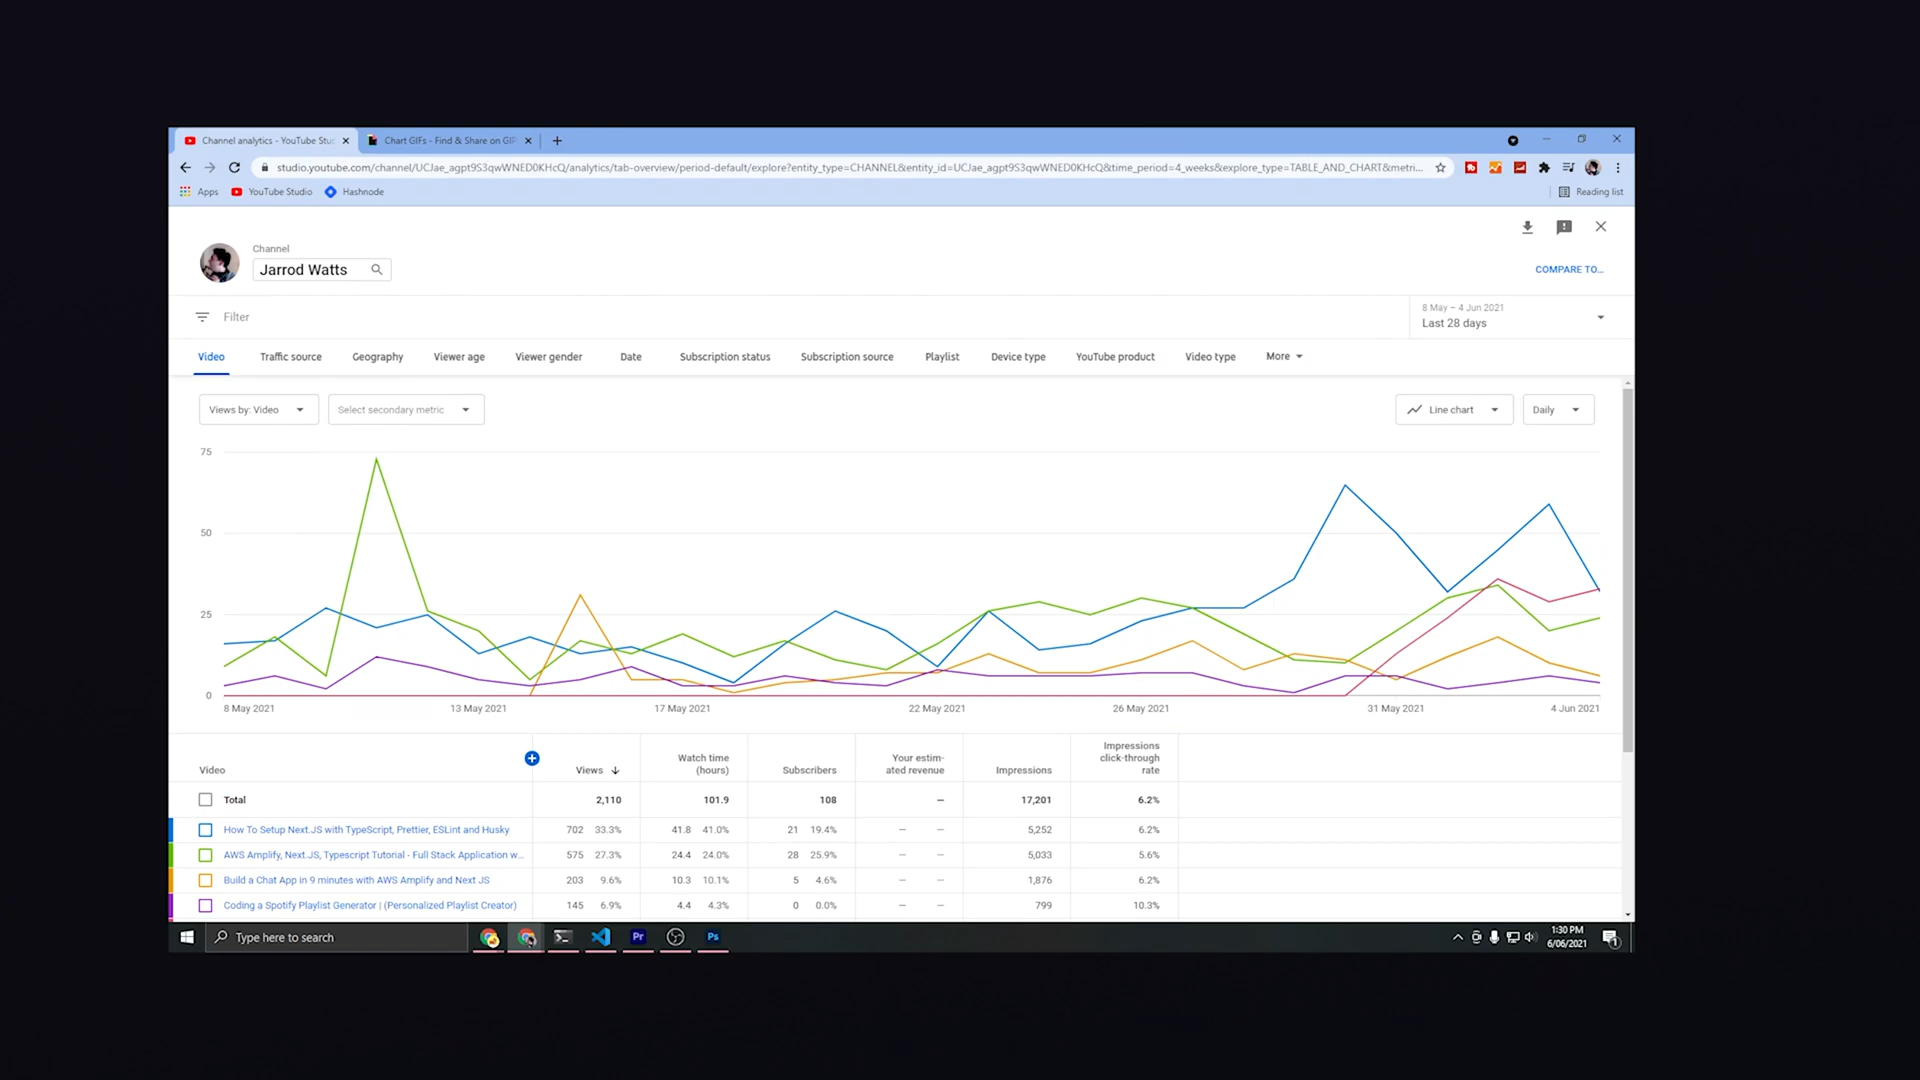 Channel analytics - YouTube Stu
Chart GIFs - Find & Share on GIP
studio.youtube.com/channel/UCJae_agpt9S3qwWNED0KHcQ/analytics/tab-overview/period-default/explore?entity_type=CHANNEL&entity_id=UCJae_agpt9S3qwWNED0KHcQ&time_period=4_weeks&explore_type=TABLE_AND_CHART&metri...
Apps YouTube Studio Hashnode Reading list
Channel
Jarrod Watts
COMPARE TO...
Filter
8 May – 4 Jun 2021
Last 28 days
Video Traffic source Geography Viewer age Viewer gender Date Subscription status Subscription source Playlist Device type YouTube product Video type More
Views by: Video Select secondary metric Line chart Daily
75
50
25
0
8 May 2021 13 May 2021 17 May 2021 22 May 2021 26 May 2021 31 May 2021 4 Jun 2021
Video Views Watch time (hours) Subscribers Your estim-ated revenue Impressions Impressions click-through rate
Total 2,110 101.9 108 – 17,201 6.2%
How To Setup Next.JS with TypeScript, Prettier, ESLint and Husky 702 33.3% 41.8 41.0% 21 19.4% – – 5,252 6.2%
AWS Amplify, Next.JS, Typescript Tutorial - Full Stack Application w... 575 27.3% 24.4 24.0% 28 25.9% – – 5,033 5.6%
Build a Chat App in 9 minutes with AWS Amplify and Next JS 203 9.6% 10.3 10.1% 5 4.6% – – 1,876 6.2%
Coding a Spotify Playlist Generator | (Personalized Playlist Creator) 145 6.9% 4.4 4.3% 0 0.0% – – 799 10.3%
Type here to search
Pr
Ps
1:30 PM
6/06/2021
1